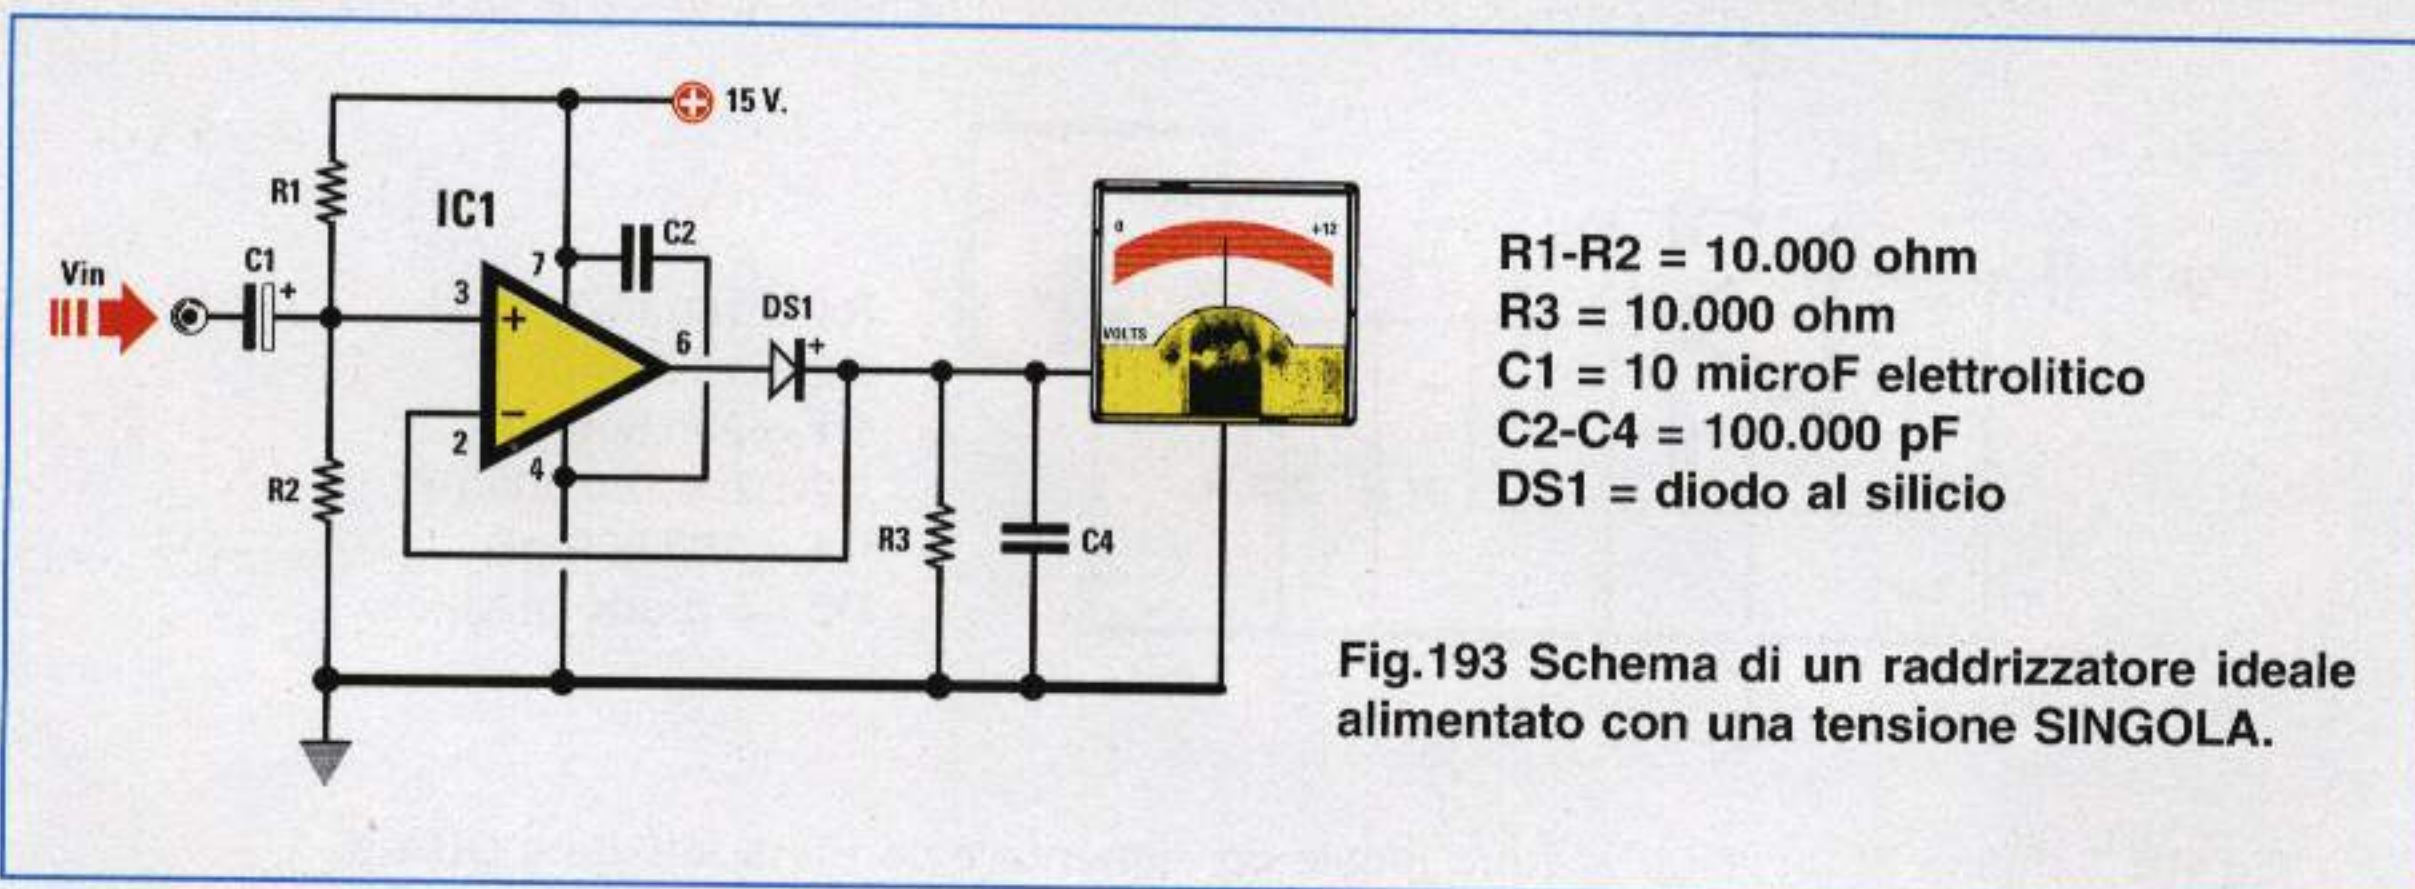 15 V.
R1
IC1
C2
7
Vin
C1
+
3
+
DS1
+
6
−
2
4
R2
R3
C4
0
+12
VOLTS
R1-R2 = 10.000 ohm
R3 = 10.000 ohm
C1 = 10 microF elettrolitico
C2-C4 = 100.000 pF
DS1 = diodo al silicio
Fig.193 Schema di un raddrizzatore ideale
alimentato con una tensione SINGOLA.